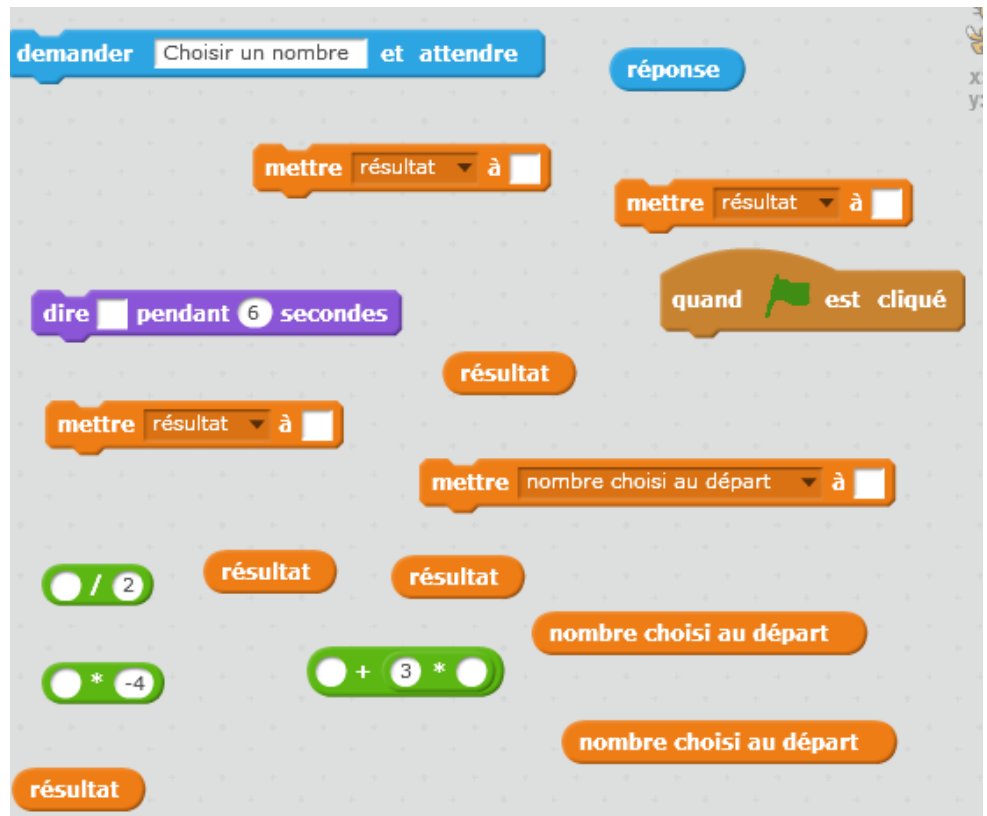 demander Choisir un nombre et attendre
réponse
x:
y:
mettre résultat à
mettre résultat à
quand est cliqué
dire pendant 6 secondes
résultat
mettre résultat à
mettre nombre choisi au départ à
résultat
résultat
/ 2
nombre choisi au départ
* -4
+ 3 *
nombre choisi au départ
résultat